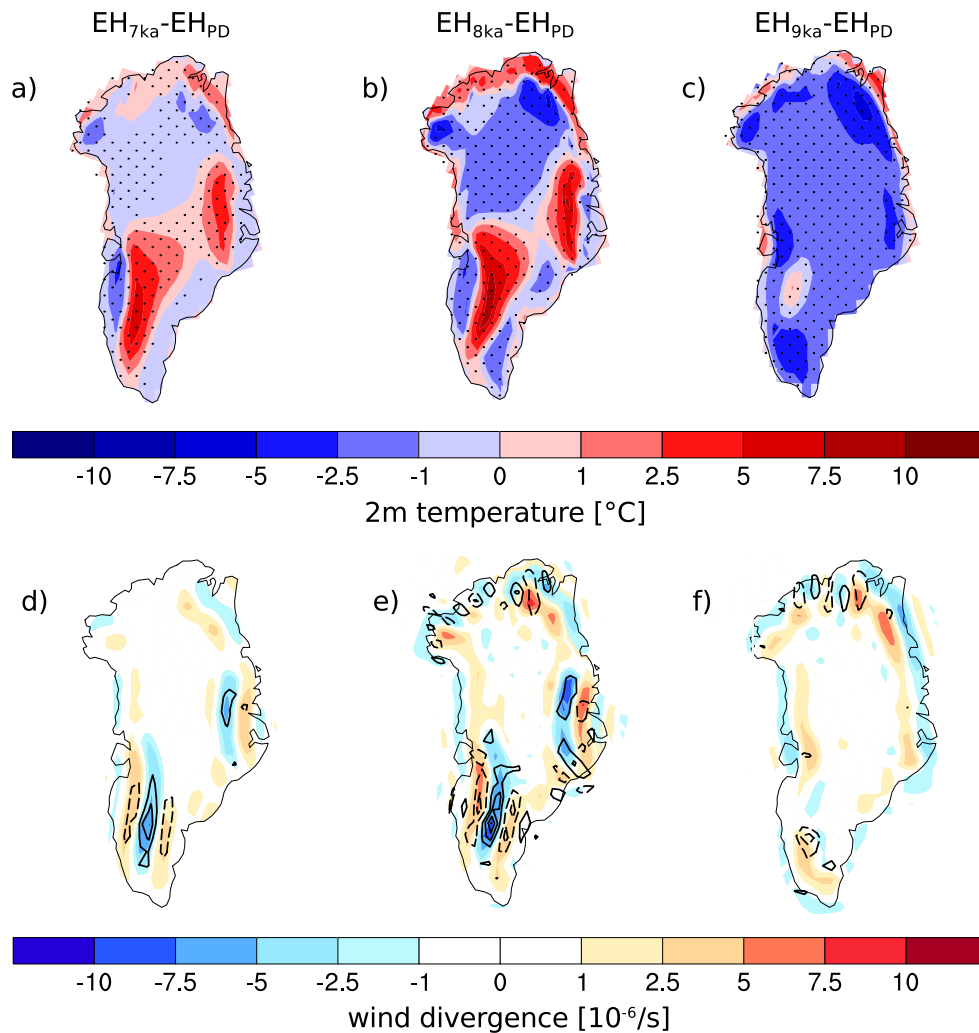 EH7ka-EHPD EH8ka-EHPD EH9ka-EHPD
a) b) c)
-10 -7.5 -5 -2.5 -1 0 1 2.5 5 7.5 10
2m temperature [°C]
d) e) f)
-10 -7.5 -5 -2.5 -1 0 1 2.5 5 7.5 10
wind divergence [10⁻⁶/s]